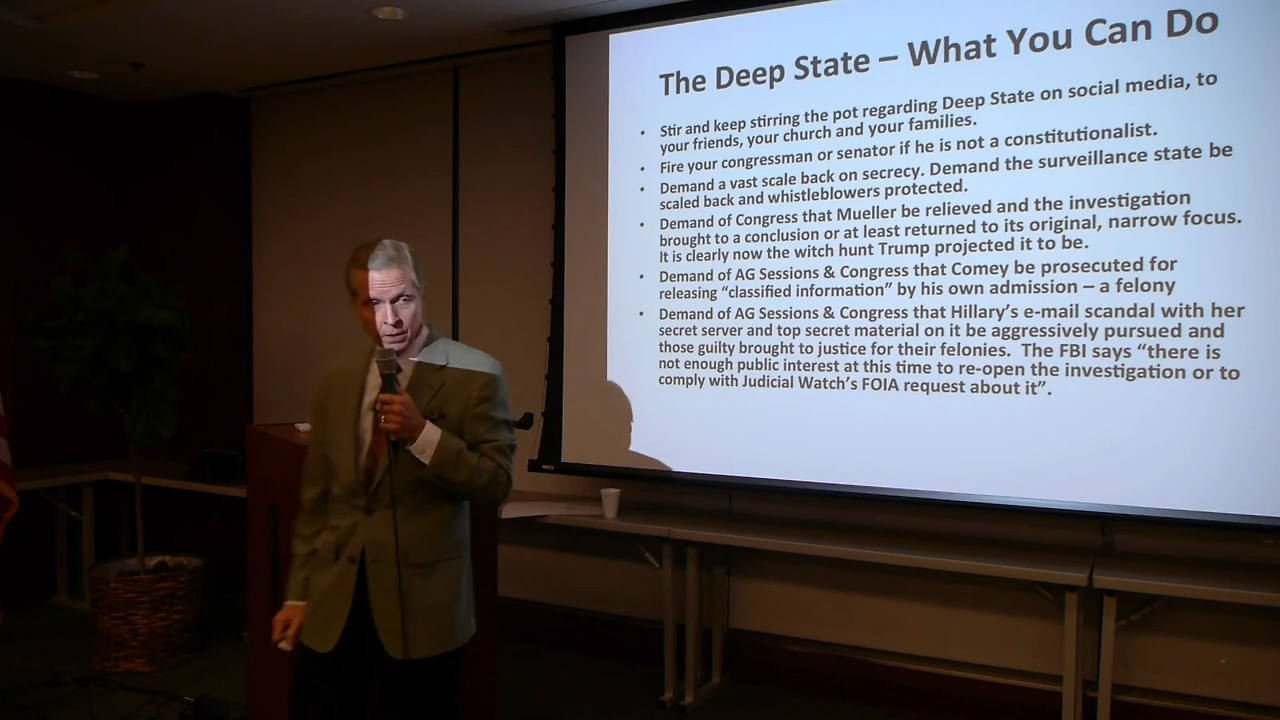 The Deep State – What You Can Do
• Stir and keep stirring the pot regarding Deep State on social media, to
your friends, your church and your families.
• Fire your congressman or senator if he is not a constitutionalist.
• Demand a vast scale back on secrecy. Demand the surveillance state be
scaled back and whistleblowers protected.
• Demand of Congress that Mueller be relieved and the investigation
brought to a conclusion or at least returned to its original, narrow focus.
It is clearly now the witch hunt Trump projected it to be.
• Demand of AG Sessions & Congress that Comey be prosecuted for
releasing “classified information” by his own admission – a felony
• Demand of AG Sessions & Congress that Hillary’s e-mail scandal with her
secret server and top secret material on it be aggressively pursued and
those guilty brought to justice for their felonies. The FBI says “there is
not enough public interest at this time to re-open the investigation or to
comply with Judicial Watch’s FOIA request about it”.